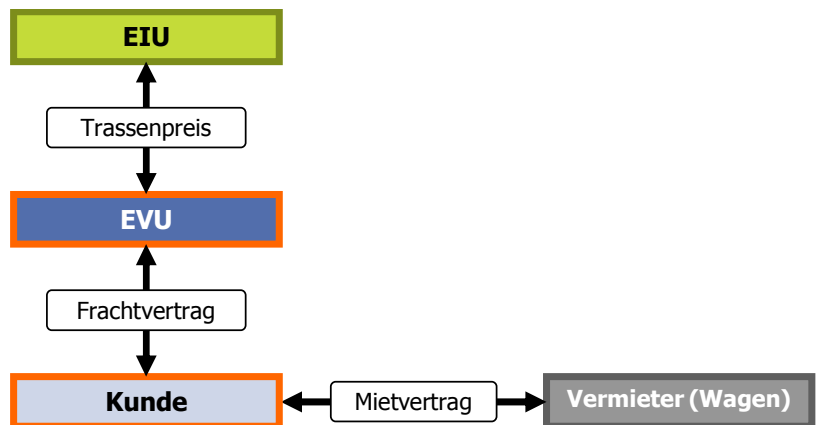 EIU
Trassenpreis
EVU
Frachtvertrag
Kunde
Mietvertrag
Vermieter (Wagen)